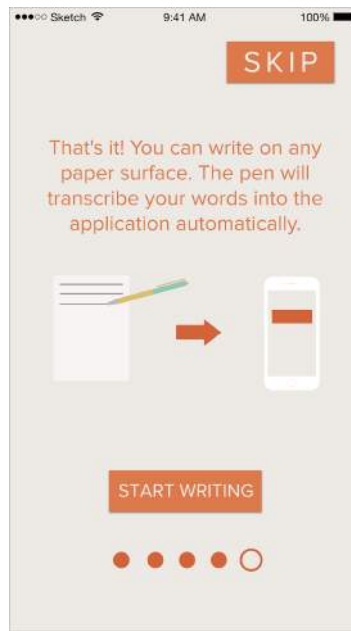 Sketch 9:41 AM 100%
SKIP
That's it! You can write on any
paper surface. The pen will
transcribe your words into the
application automatically.
START WRITING